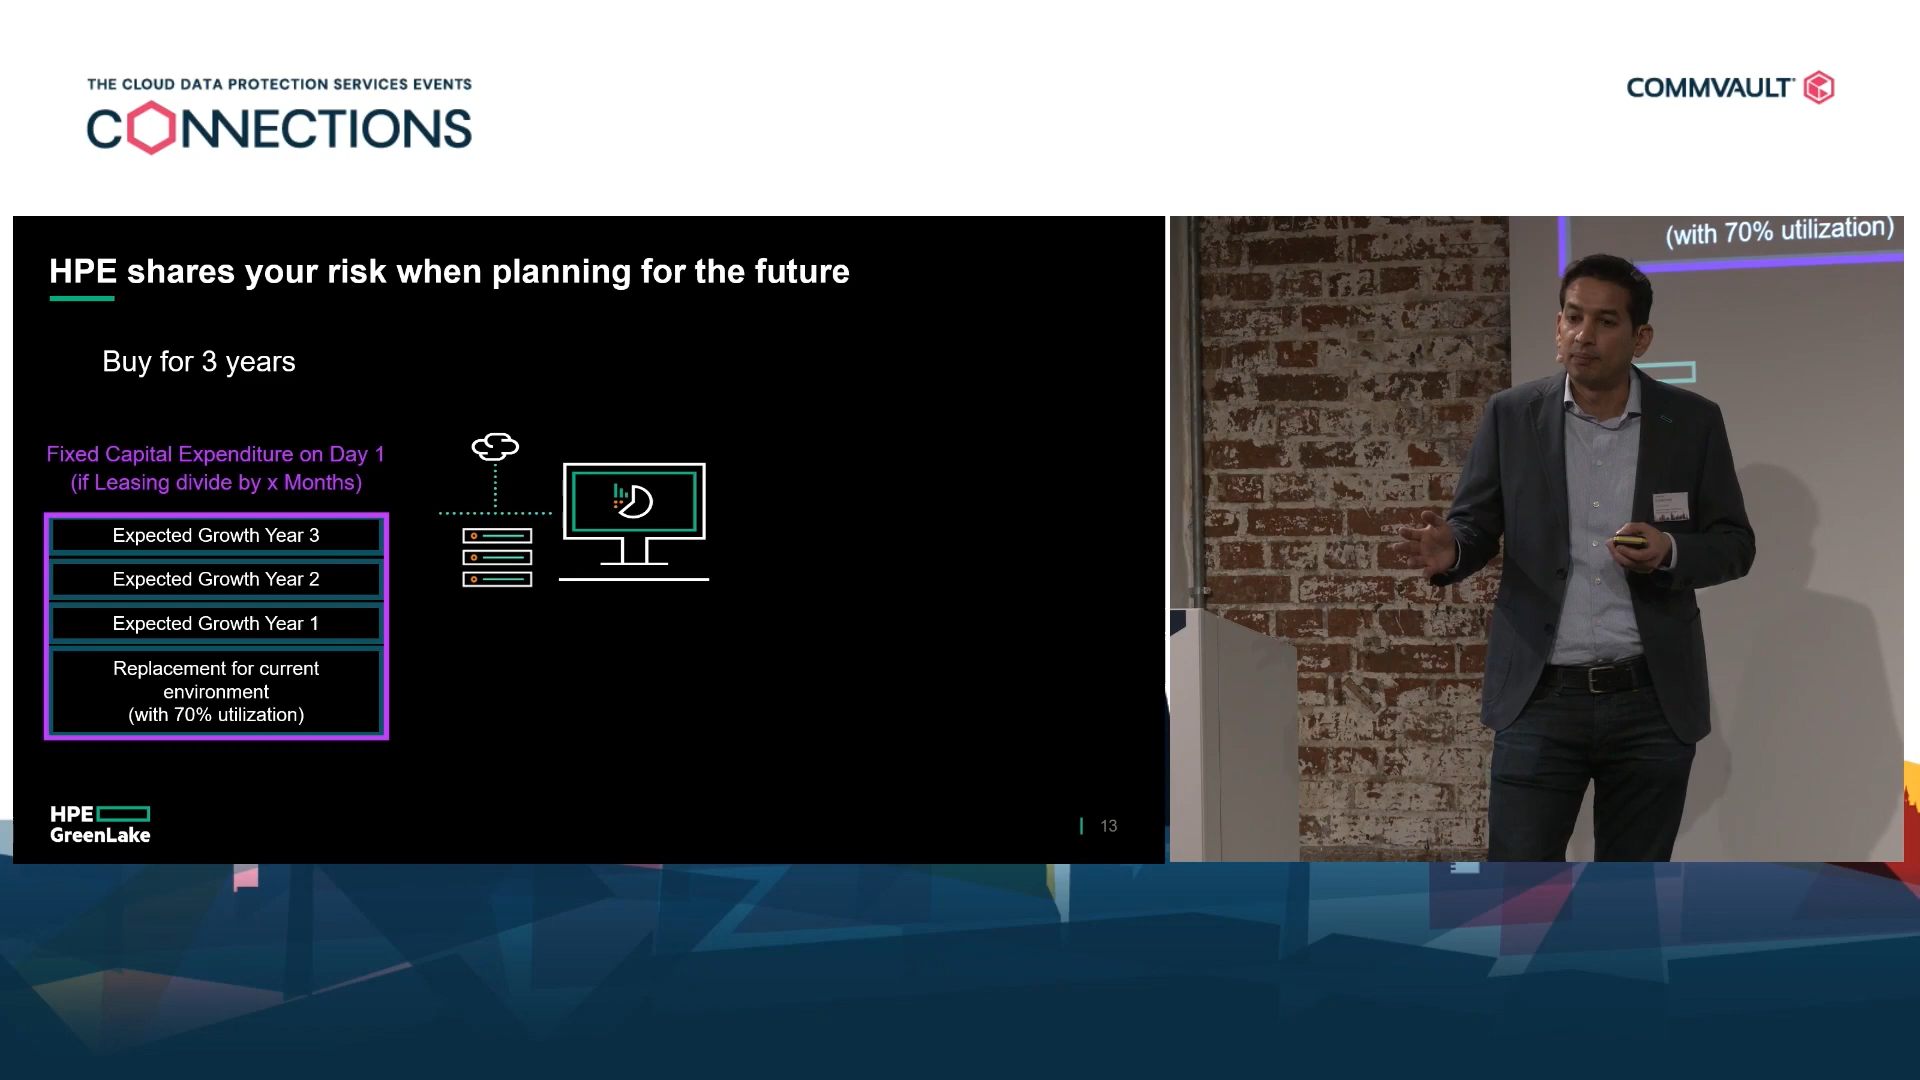 THE CLOUD DATA PROTECTION SERVICES EVENTS
CONNECTIONS
COMMVAULT
HPE shares your risk when planning for the future
Buy for 3 years
Fixed Capital Expenditure on Day 1
(if Leasing divide by x Months)
Expected Growth Year 3
Expected Growth Year 2
Expected Growth Year 1
Replacement for current
environment
(with 70% utilization)
HPE
GreenLake
13
(with 70% utilization)